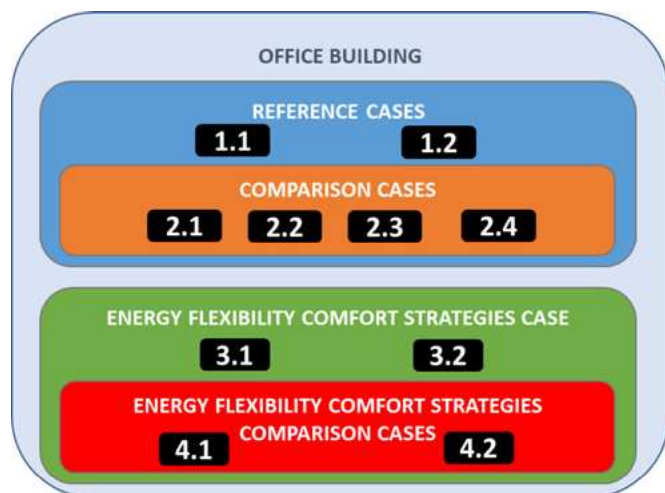 OFFICE BUILDING
REFERENCE CASES
1.1 1.2
COMPARISON CASES
2.1 2.2 2.3 2.4
ENERGY FLEXIBILITY COMFORT STRATEGIES CASE
3.1 3.2
ENERGY FLEXIBILITY COMFORT STRATEGIES
COMPARISON CASES
4.1 4.2